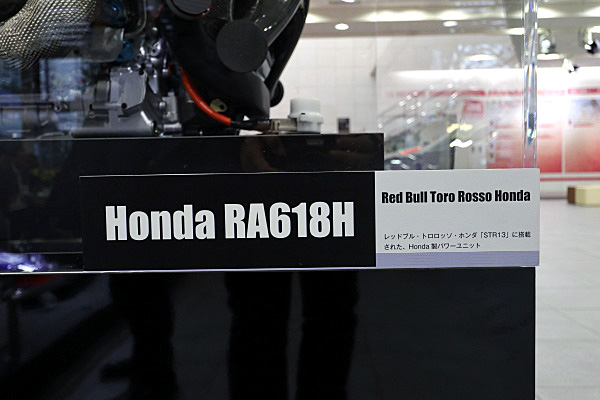 Honda RA618H
Red Bull Toro Rosso Honda
レッドブル・トロロッソ・ホンダ「STR13」に搭載
された、Honda 製パワーユニット